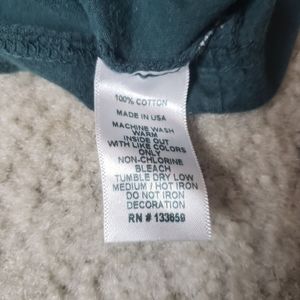 100% COTTON
MADE IN USA
MACHINE WASH
WARM
INSIDE OUT
WITH LIKE COLORS
ONLY
NON-CHLORINE
BLEACH
TUMBLE DRY LOW
MEDIUM / HOT IRON
DO NOT IRON
DECORATION
RN # 133659